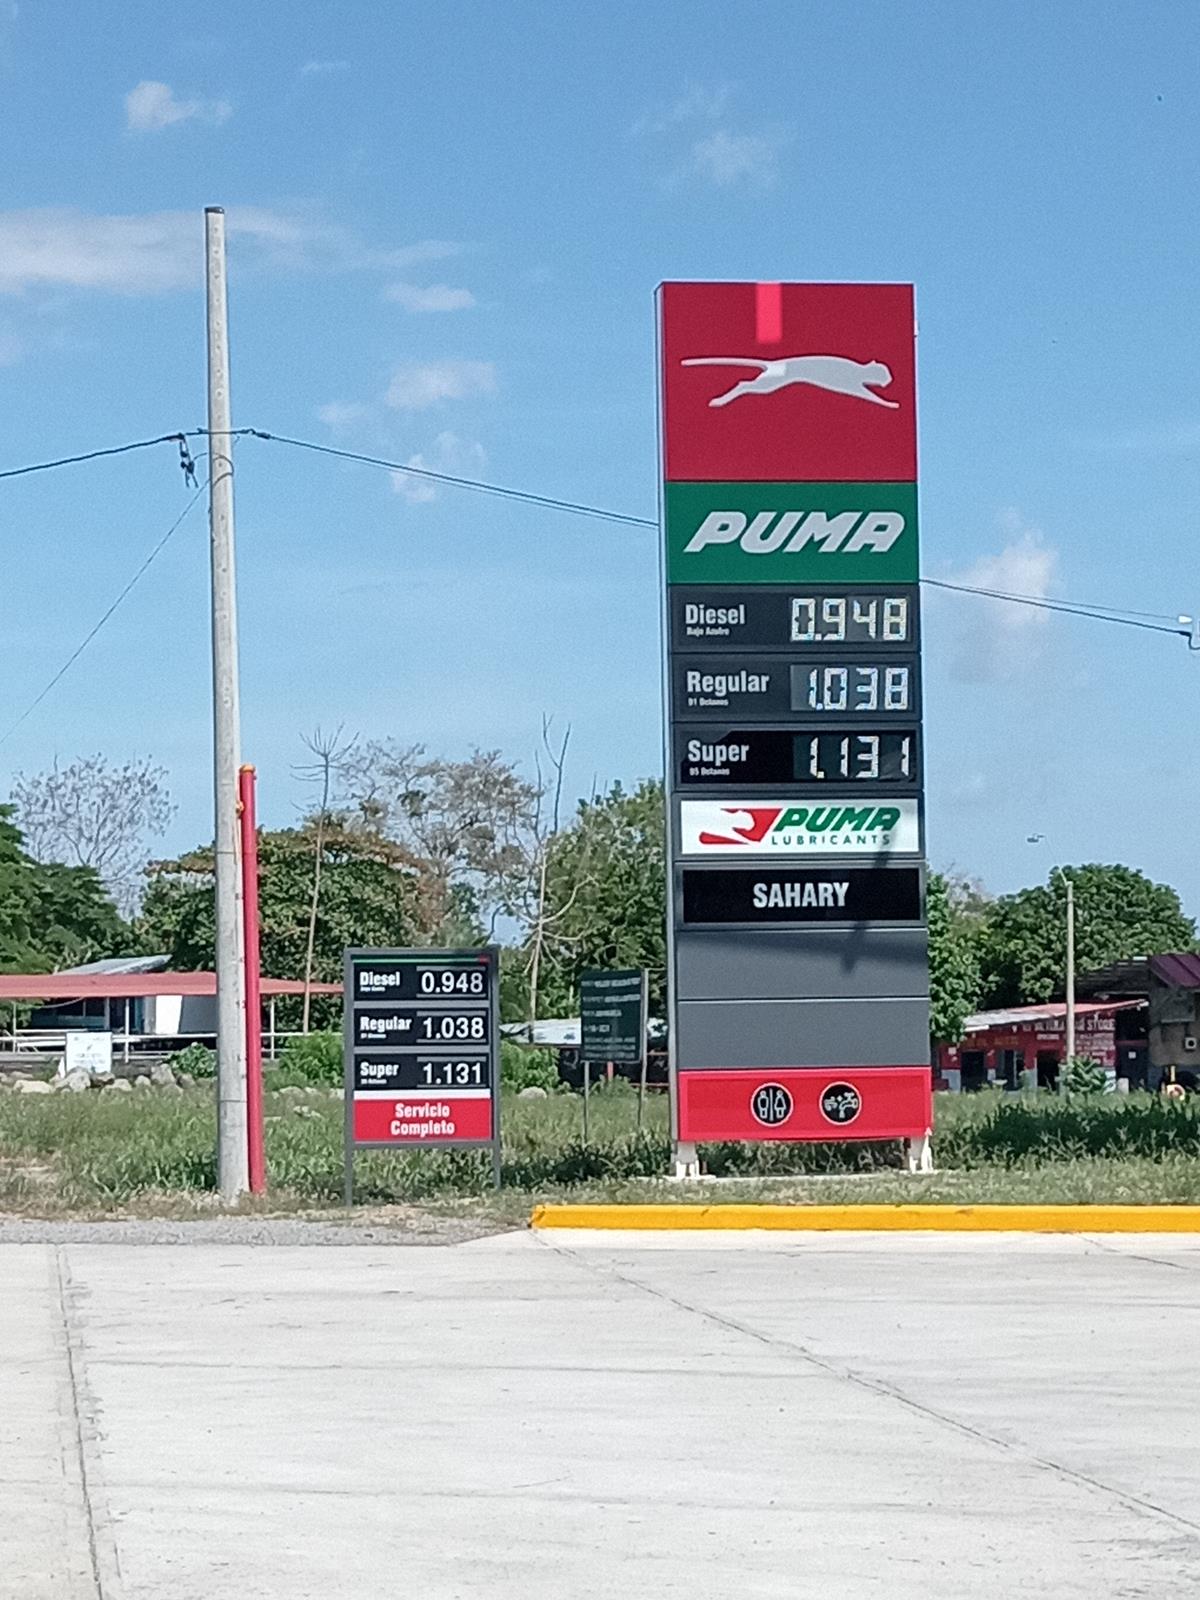 PUMA
Diesel 0.948
Bajo Azufre
Regular 1.038
91 Octanos
Super 1.131
95 Octanos
PUMA
LUBRICANTS
SAHARY
Diesel 0.948
Regular 1.038
Super 1.131
Servicio
Completo
STORE